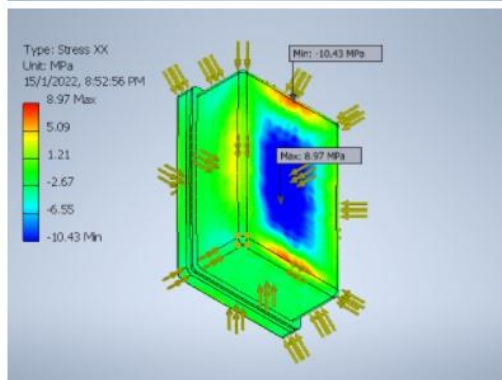 Type: Stress XX
Unit: MPa
15/1/2022, 8:52:56 PM
8.97 Max
5.09
1.21
-2.67
-6.55
-10.43 Min
Min: -10.43 MPa
Max: 8.97 MPa